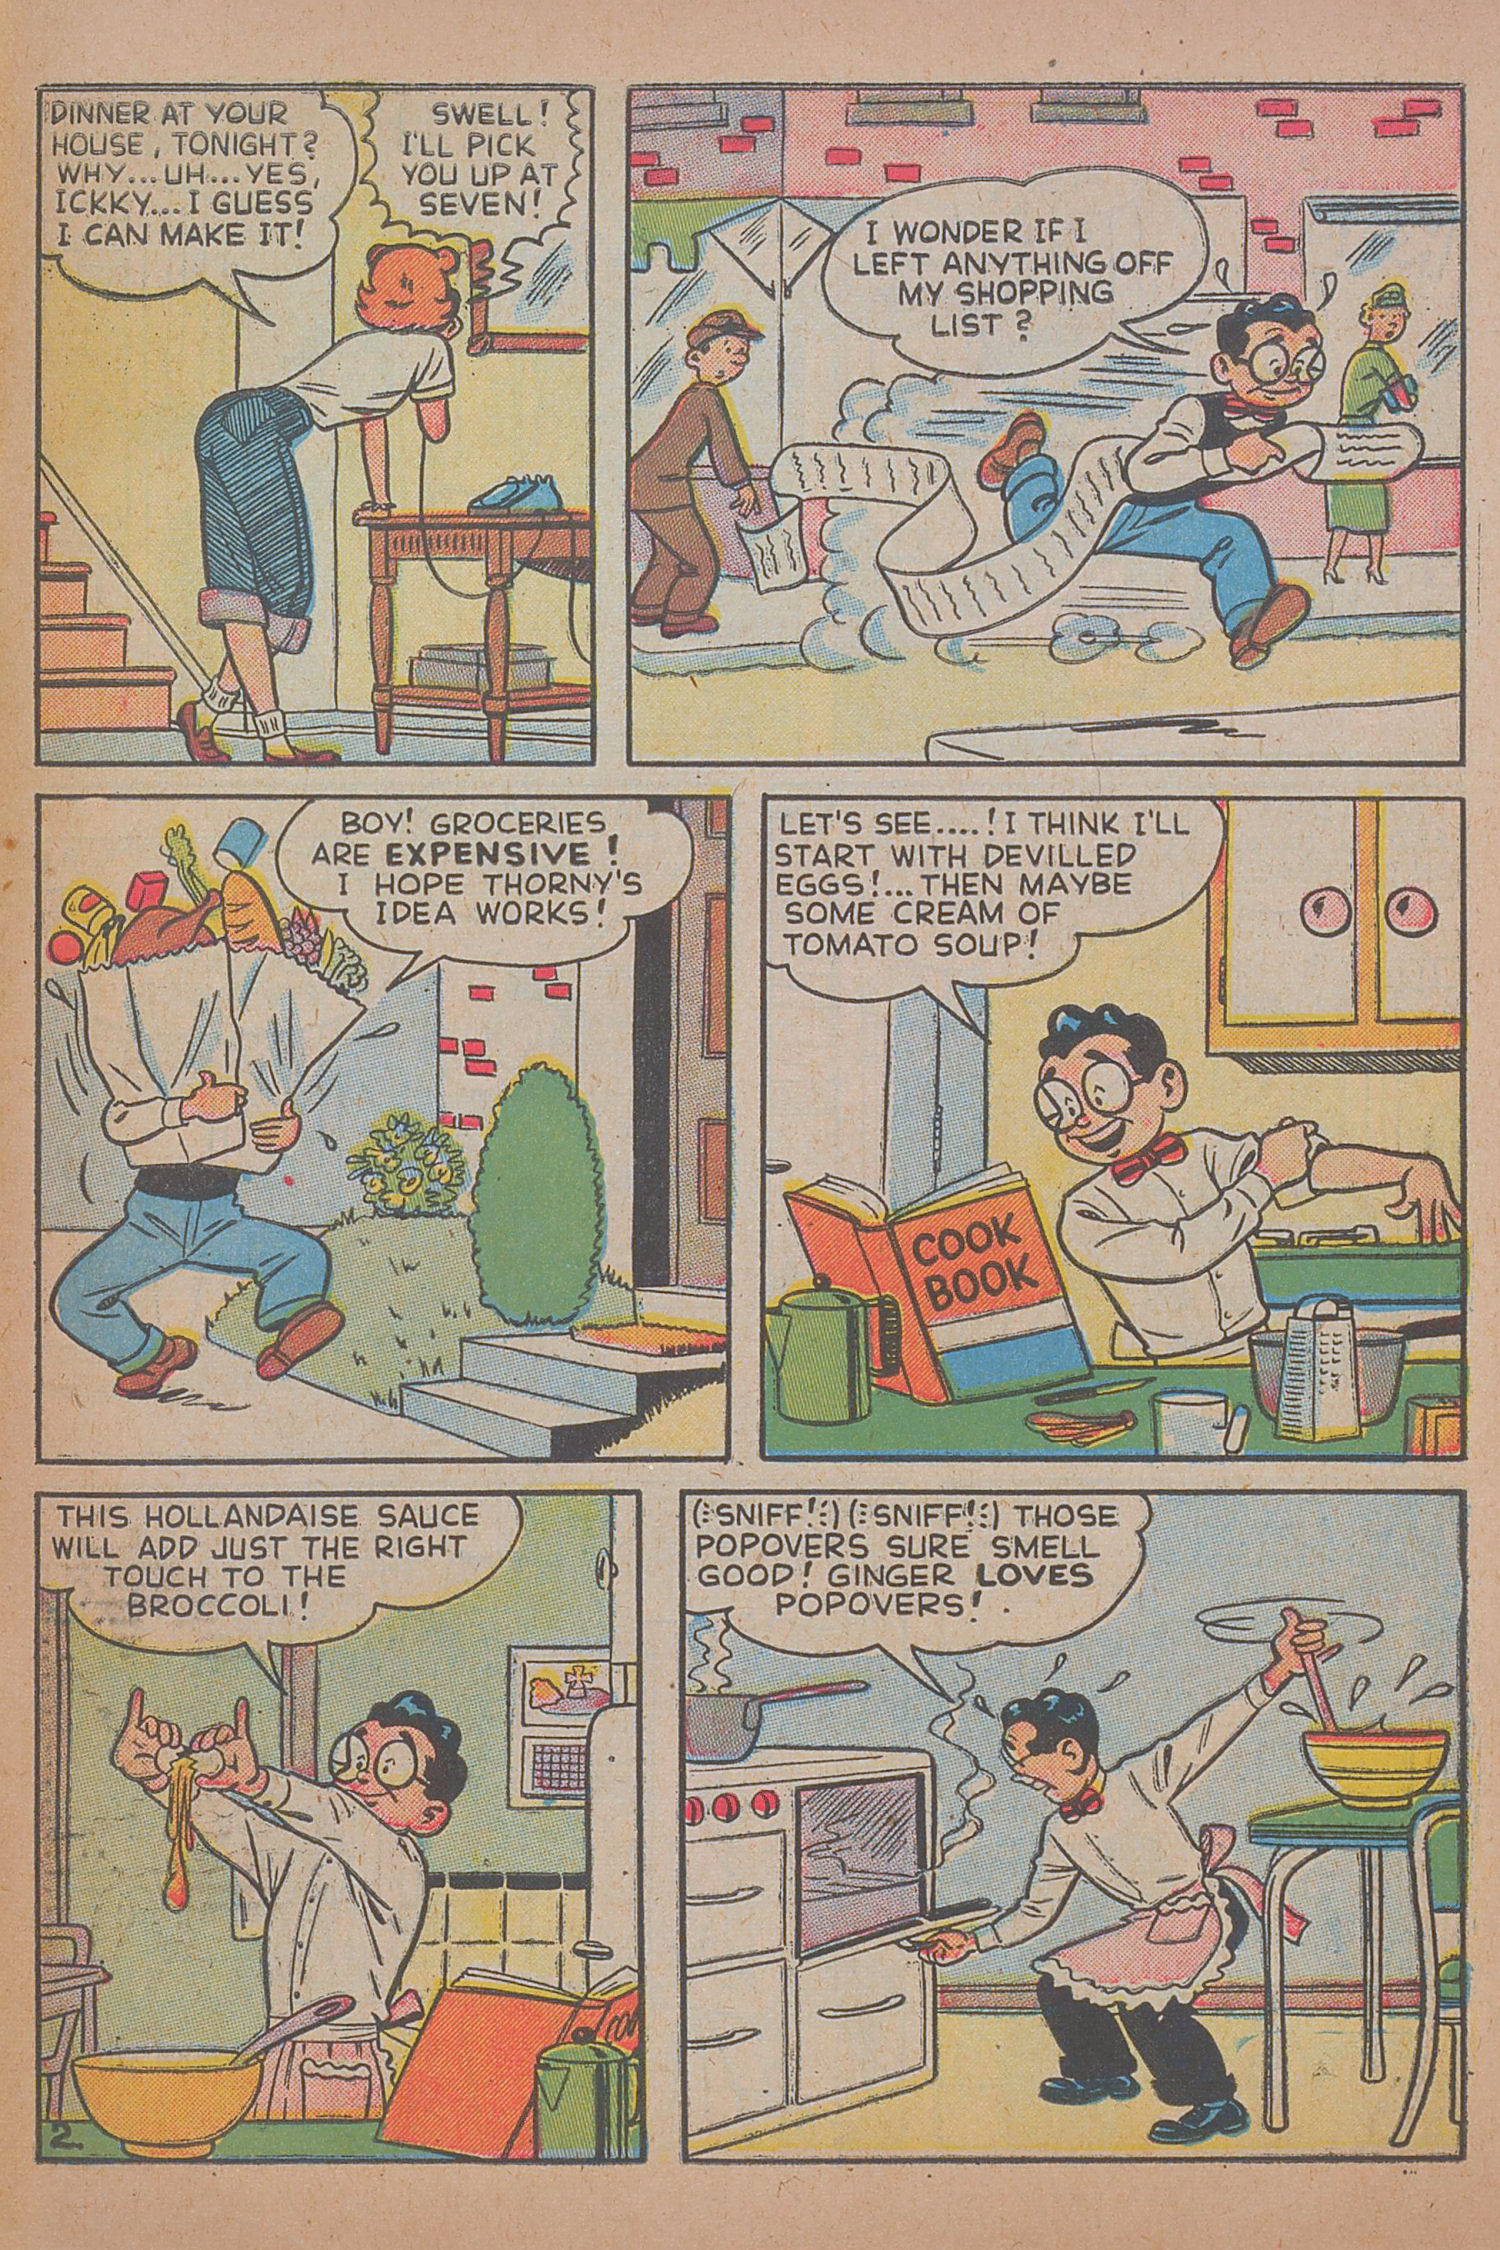 DINNER AT YOUR
HOUSE, TONIGHT?
WHY...UH...YES,
ICKKY...I GUESS
I CAN MAKE IT!
SWELL!
I'LL PICK
YOU UP AT
SEVEN!
I WONDER IF I
LEFT ANYTHING OFF
MY SHOPPING
LIST?
BOY! GROCERIES
ARE EXPENSIVE!
I HOPE THORNY'S
IDEA WORKS!
LET'S SEE....! I THINK I'LL
START WITH DEVILLED
EGGS!...THEN MAYBE
SOME CREAM OF
TOMATO SOUP!
COOK
BOOK
THIS HOLLANDAISE SAUCE
WILL ADD JUST THE RIGHT
TOUCH TO THE
BROCCOLI!
COO
2.
(SNIFF!) (SNIFF!) THOSE
POPOVERS SURE SMELL
GOOD! GINGER LOVES
POPOVERS!